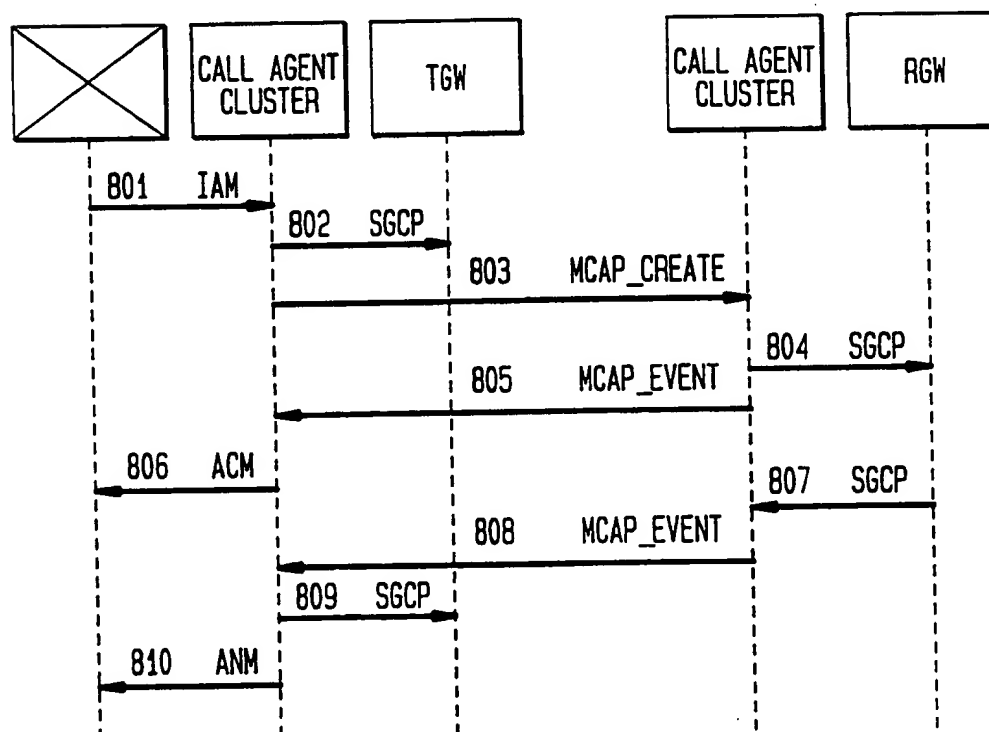 CALL AGENT
CLUSTER
TGW
CALL AGENT
CLUSTER
RGW
801 IAM
802 SGCP
803 MCAP_CREATE
804 SGCP
805 MCAP_EVENT
806 ACM
807 SGCP
808 MCAP_EVENT
809 SGCP
810 ANM